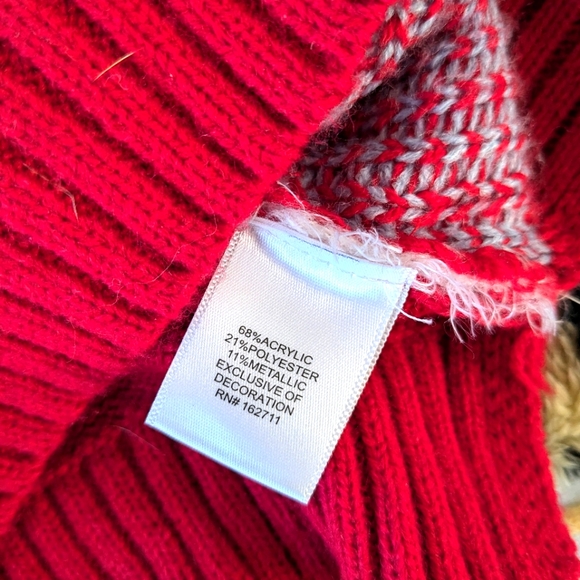 68%ACRYLIC
21%POLYESTER
11%METALLIC
EXCLUSIVE OF
DECORATION
RN# 162711